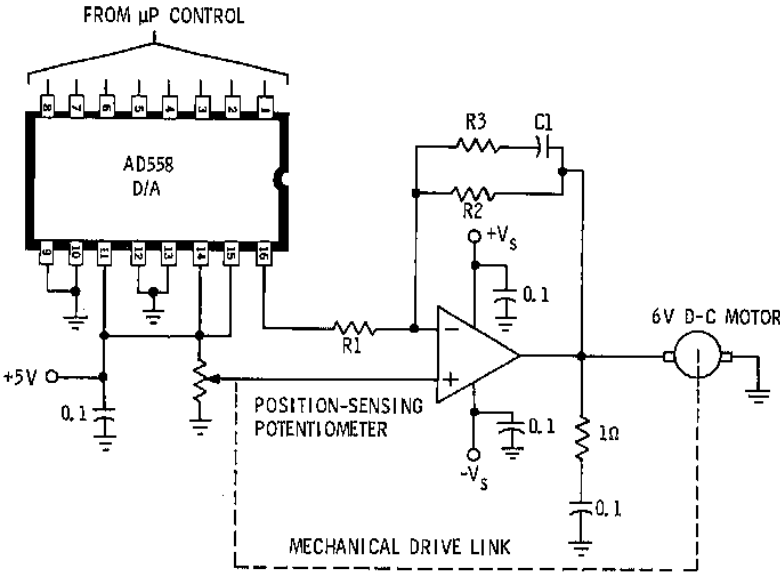 FROM µP CONTROL
8 7 6 5 4 3 2 1
AD558
D/A
9 10 11 12 13 14 15 16
R3 C1
R2
+Vs
0.1
6V D-C MOTOR
R1
−
+
+5V
0.1
POSITION-SENSING
POTENTIOMETER
0.1
-Vs
1Ω
0.1
MECHANICAL DRIVE LINK